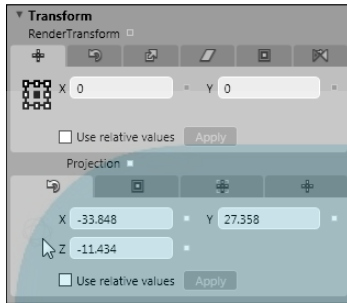 Transform
RenderTransform
X 0 Y 0
Use relative values Apply
Projection
X -33.848 Y 27.358
Z -11.434
Use relative values Apply